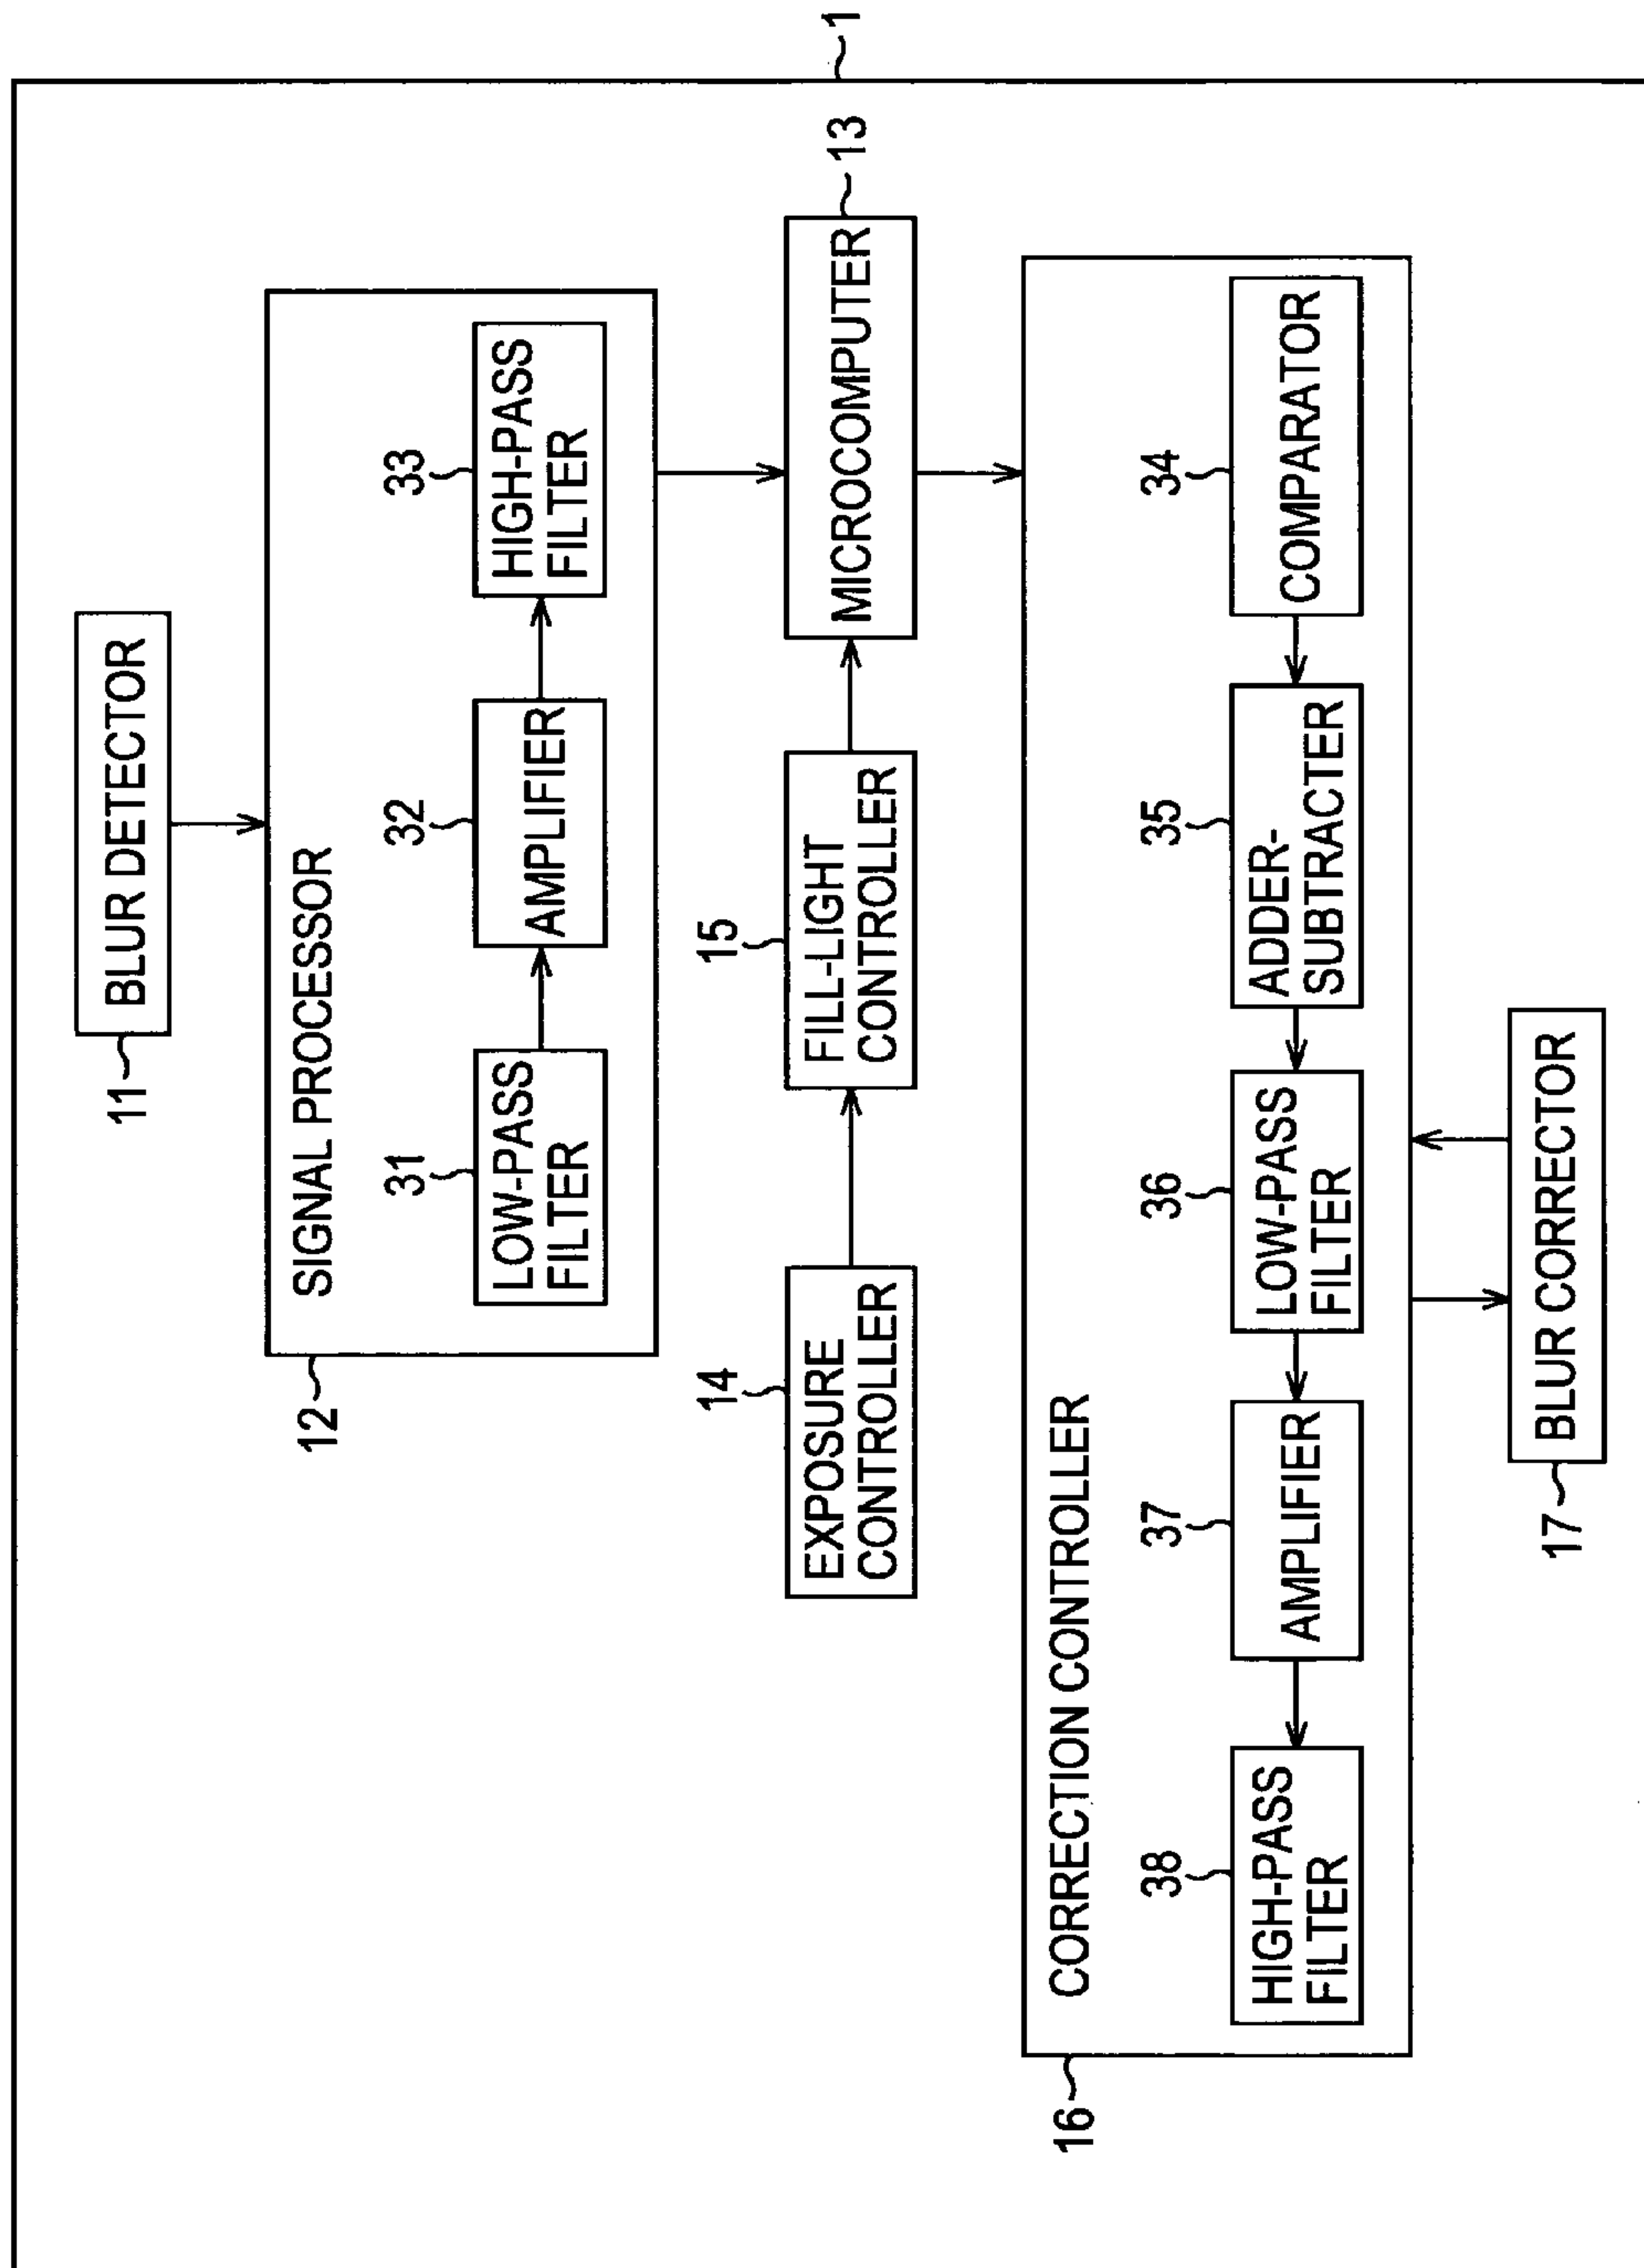 1
11
BLUR DETECTOR
12
SIGNAL PROCESSOR
31
LOW-PASS
FILTER
32
AMPLIFIER
33
HIGH-PASS
FILTER
14
EXPOSURE
CONTROLLER
15
FILL-LIGHT
CONTROLLER
13
MICROCOMPUTER
16
CORRECTION CONTROLLER
38
HIGH-PASS
FILTER
37
AMPLIFIER
36
LOW-PASS
FILTER
35
ADDER-
SUBTRACTER
34
COMPARATOR
17
BLUR CORRECTOR